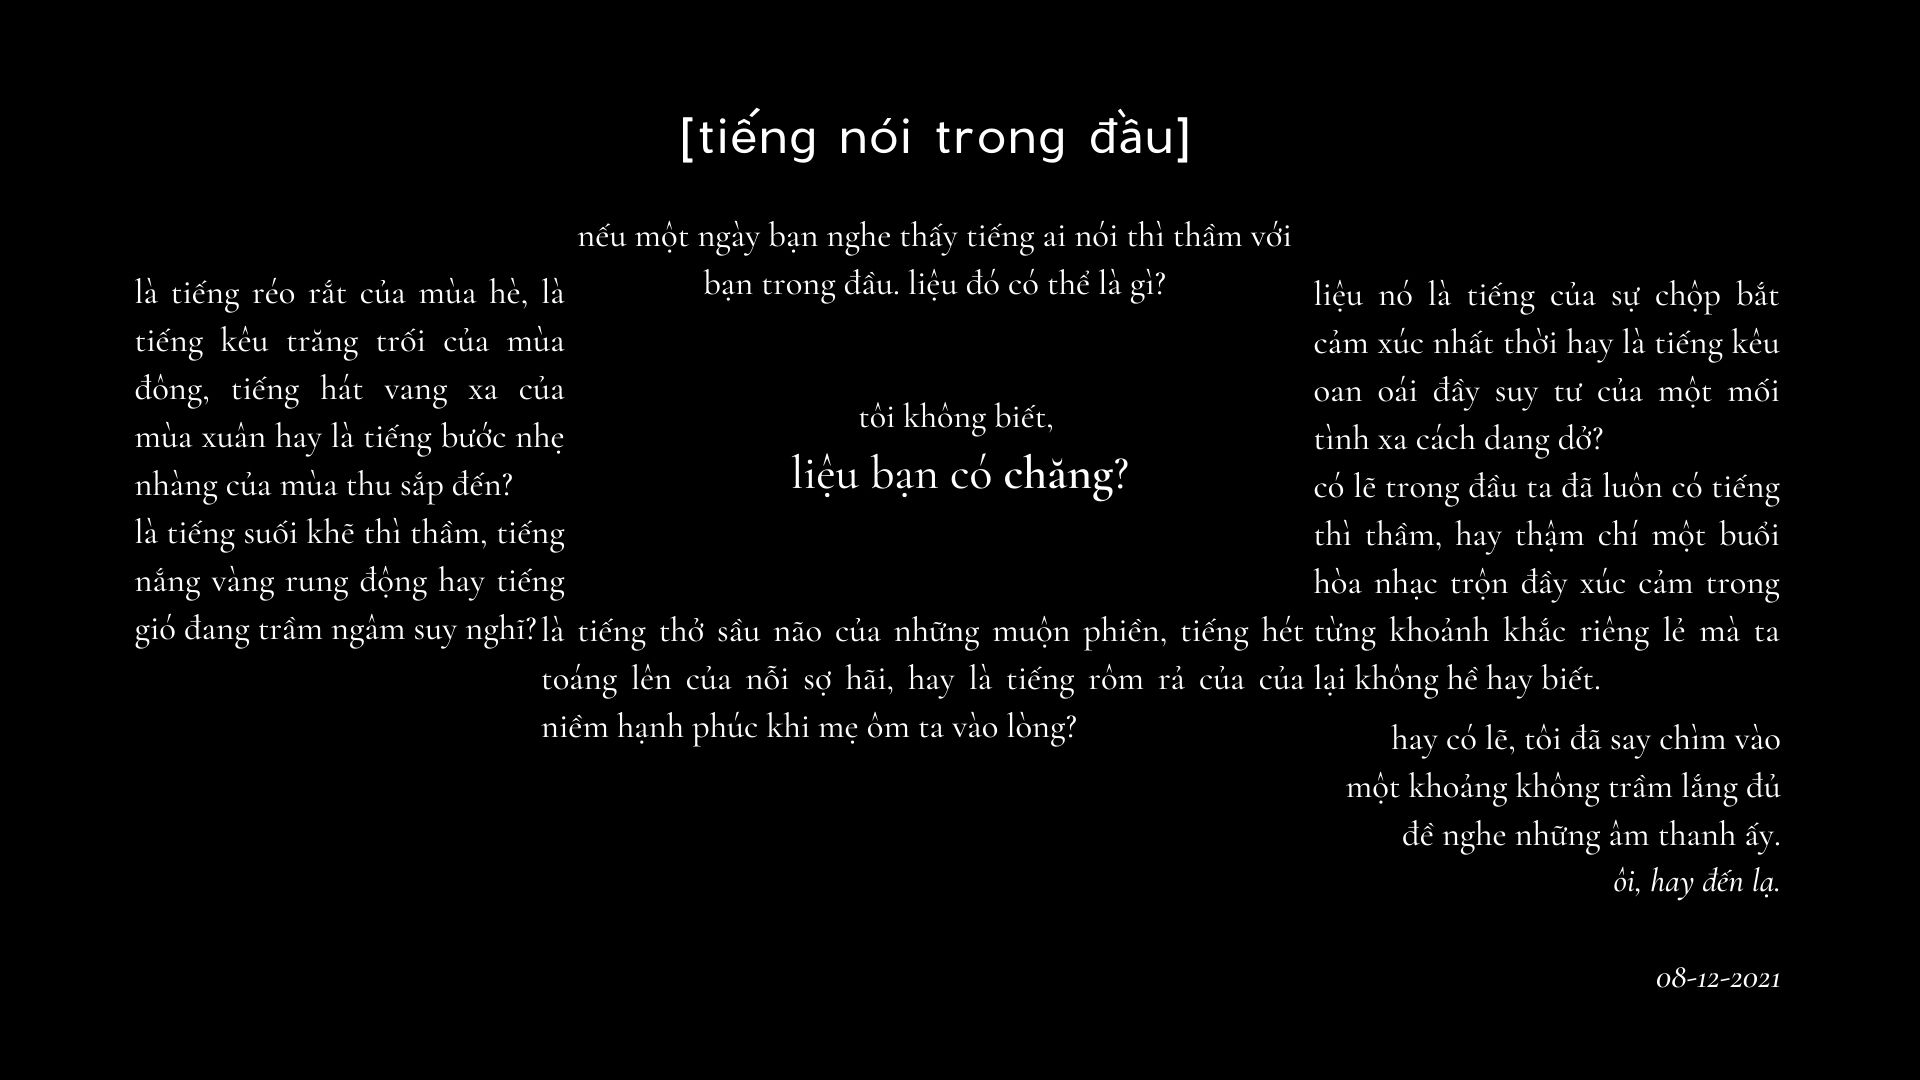 [tiếng nói trong đầu]
nếu một ngày bạn nghe thấy tiếng ai nói thì thầm với
bạn trong đầu. liệu đó có thể là gì?
là tiếng réo rắt của mùa hè, là
tiếng kêu trăng trối của mùa
đông, tiếng hát vang xa của
mùa xuân hay là tiếng bước nhẹ
nhàng của mùa thu sắp đến?
là tiếng suối khẽ thì thầm, tiếng
nắng vàng rung động hay tiếng
gió đang trầm ngâm suy nghĩ?
là tiếng thở sầu não của những muộn phiền, tiếng hét
toáng lên của nỗi sợ hãi, hay là tiếng rôm rả của của
niềm hạnh phúc khi mẹ ôm ta vào lòng?
liệu nó là tiếng của sự chộp bắt
cảm xúc nhất thời hay là tiếng kêu
oan oái đầy suy tư của một mối
tình xa cách dang dở?
có lẽ trong đầu ta đã luôn có tiếng
thì thầm, hay thậm chí một buổi
hòa nhạc trộn đầy xúc cảm trong
từng khoảnh khắc riêng lẻ mà ta
lại không hề hay biết.
tôi không biết,
liệu bạn có chăng?
hay có lẽ, tôi đã say chìm vào
một khoảng không trầm lắng đủ
đề nghe những âm thanh ấy.
ôi, hay đến lạ.
08-12-2021